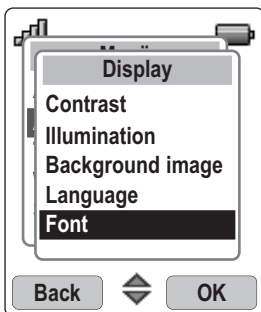 Display
Contrast
Illumination
Background image
Language
Font
Back
OK